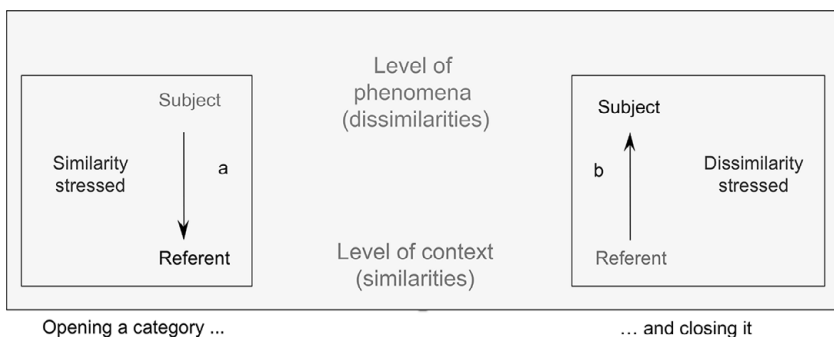 Level of
phenomena
(dissimilarities)
Subject
Similarity
stressed
a
Referent
Level of context
(similarities)
Subject
b
Dissimilarity
stressed
Referent
Opening a category ...
... and closing it